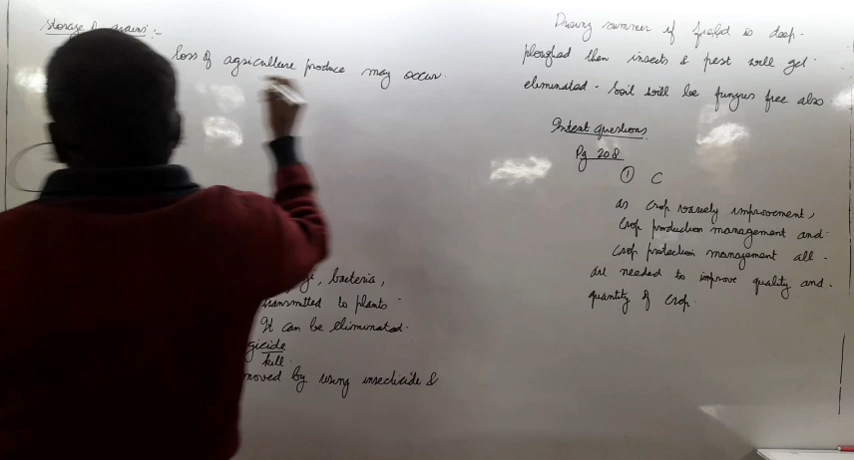 Storage of grains :-
loss of agriculture produce may occur
bacteria,
transmitted to plants.
It can be eliminated.
kill.
by using insecticide &
During summer if field is deep.
ploughed then insects & pest will get.
eliminated. Soil will be fungus free also
Intext questions
Pg 208
① C
as crop variety improvement,
crop production management and.
crop protection management all.
are needed to improve quality and.
quantity of crop.